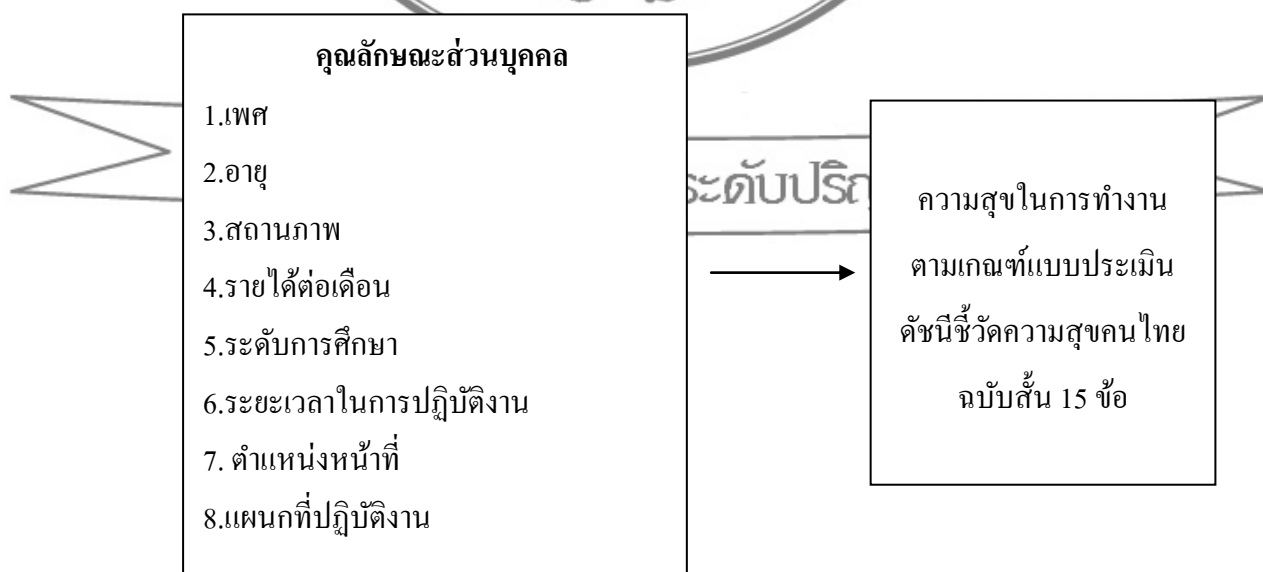 คุณลักษณะส่วนบุคคล
1.เพศ
2.อายุ
3.สถานภาพ
4.รายได้ต่อเดือน
5.ระดับการศึกษา
6.ระยะเวลาในการปฏิบัติงาน
7. ตำแหน่งหน้าที่
8.แผนกที่ปฏิบัติงาน
ความสุขในการทำงาน
ตามเกณฑ์แบบประเมิน
ดัชนีชี้วัดความสุขคนไทย
ฉบับสั้น 15 ข้อ